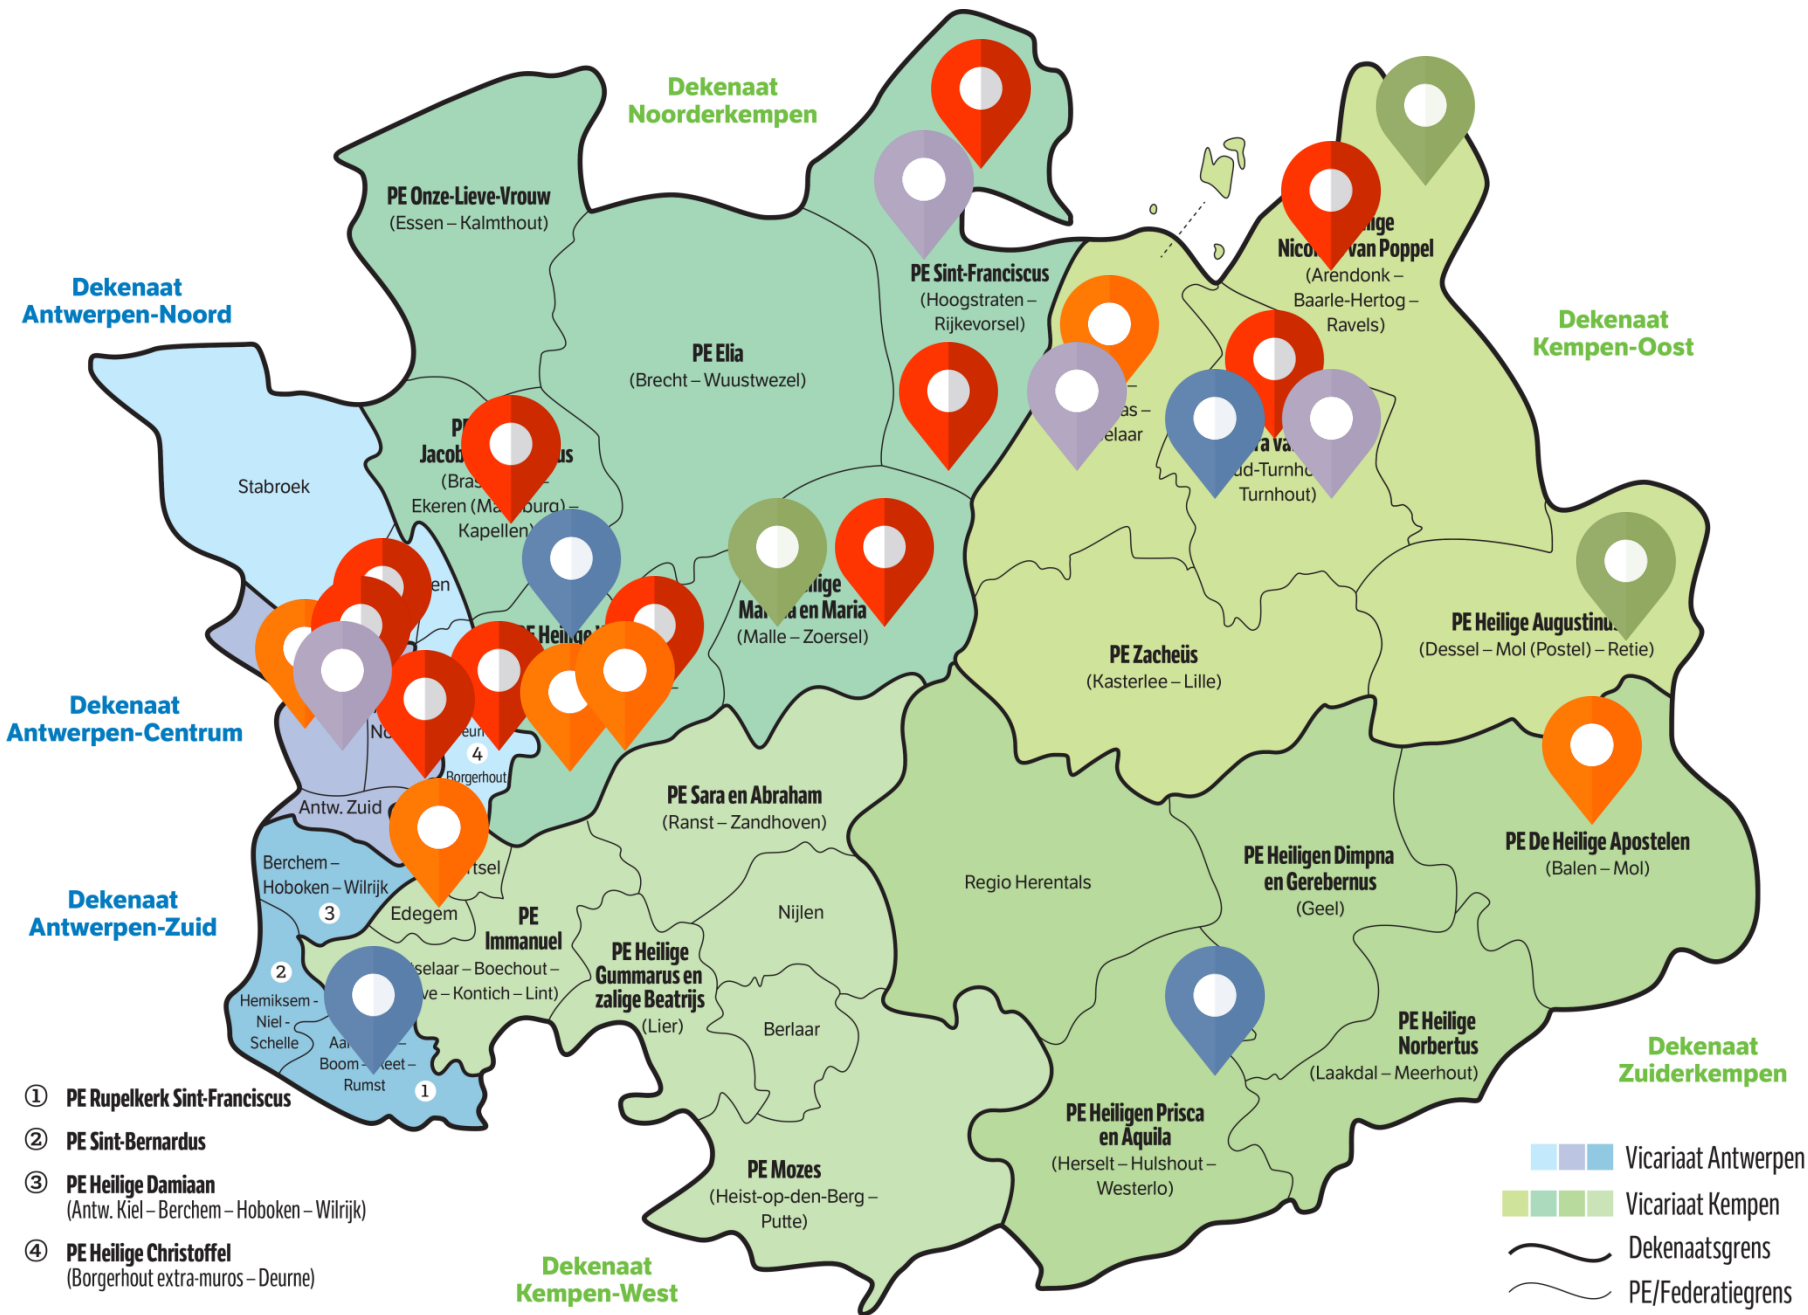 Dekenaat
Noorderkempen
PE Onze-Lieve-Vrouw
(Essen – Kalmthout)
Dekenaat
Antwerpen-Noord
PE Sint-Franciscus
(Hoogstraten –
Rijkevorsel)
van Poppel
(Arendonk –
Baarle-Hertog –
Ravels)
Dekenaat
Kempen-Oost
PE Elia
(Brecht – Wuustwezel)
Stabroek
Ekeren
Kapellen)
Turnhout)
PE Heilige
en Maria
(Malle – Zoersel)
PE Heilige Augustinus
(Dessel – Mol (Postel) – Retie)
PE Zacheüs
(Kasterlee – Lille)
Dekenaat
Antwerpen-Centrum
4
Borgerhout
Antw. Zuid
PE Sara en Abraham
(Ranst – Zandhoven)
PE De Heilige Apostelen
(Balen – Mol)
PE Heiligen Dimpna
en Gerebernus
(Geel)
Regio Herentals
Berchem –
Hoboken – Wilrijk
3
Dekenaat
Antwerpen-Zuid
Edegem
Nijlen
PE
Immanuel
– Boechout –
– Kontich – Lint)
PE Heilige
Gummarus en
zalige Beatrijs
(Lier)
2
Hemiksem -
Niel -
Schelle
Boom – Reet –
Rumst
1
Berlaar
PE Heilige
Norbertus
(Laakdal – Meerhout)
Dekenaat
Zuiderkempen
PE Heiligen Prisca
en Aquila
(Herselt – Hulshout –
Westerlo)
PE Mozes
(Heist-op-den-Berg –
Putte)
Dekenaat
Kempen-West
① PE Rupelkerk Sint-Franciscus
② PE Sint-Bernardus
③ PE Heilige Damiaan
(Antw. Kiel – Berchem – Hoboken – Wilrijk)
④ PE Heilige Christoffel
(Borgerhout extra-muros – Deurne)
Vicariaat Antwerpen
Vicariaat Kempen
Dekenaatsgrens
PE/Federatiegrens